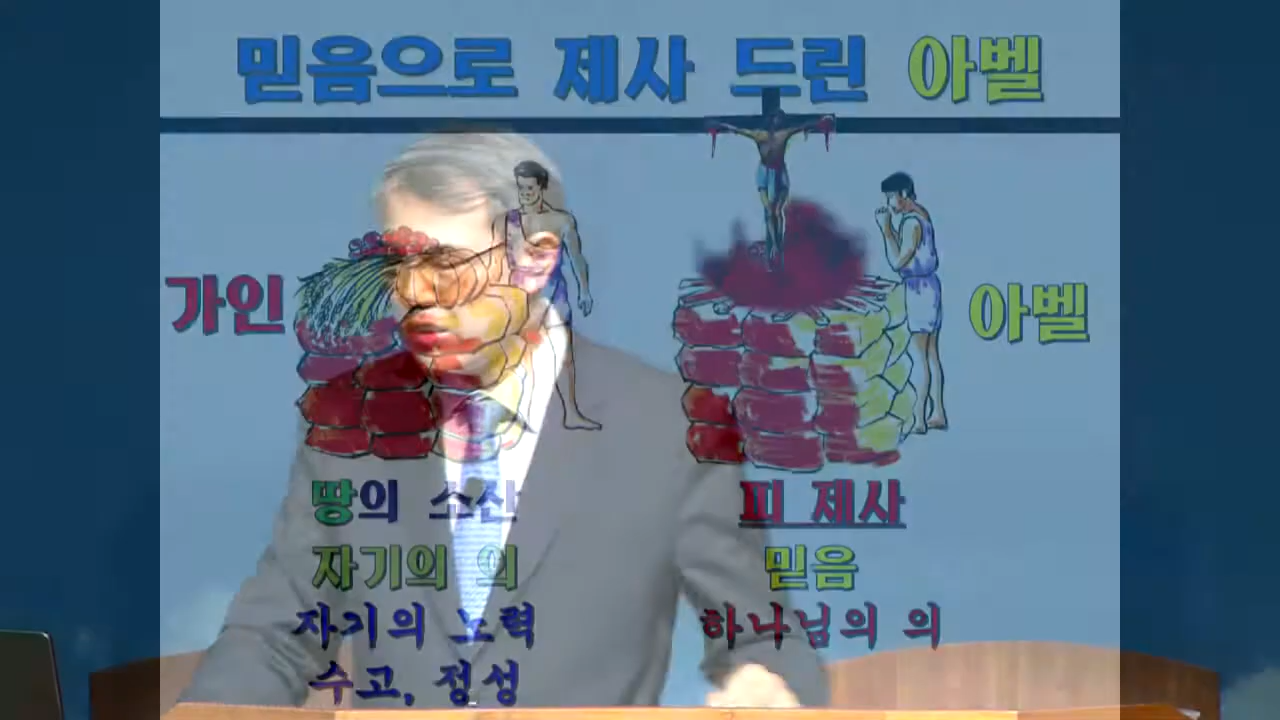 믿음으로 제사 드린 아벨
가인
아벨
땅의 소산
피 제사
자기의 의
믿음
자기의 노력
하나님의 의
수고, 정성